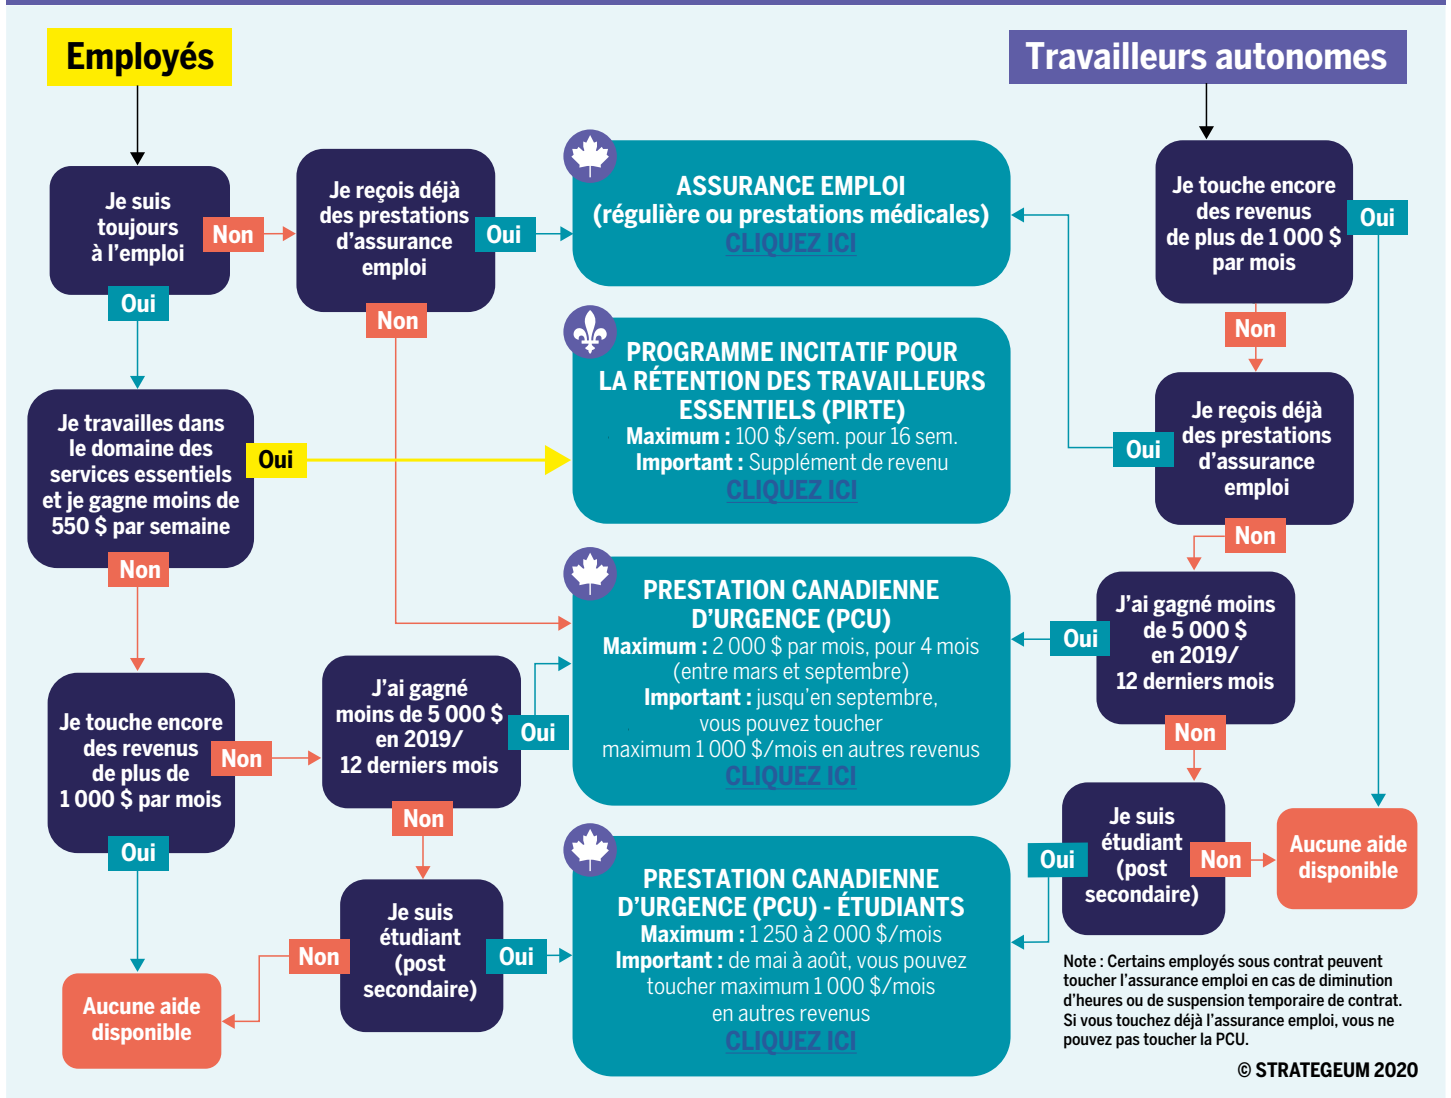 Employés
Travailleurs autonomes
Je suis
toujours
à l'emploi
Non
Oui
Je reçois déjà
des prestations
d'assurance
emploi
Oui
Non
ASSURANCE EMPLOI
(régulière ou prestations médicales)
CLIQUEZ ICI
Je touche encore
des revenus
de plus de 1 000 $
par mois
Oui
Non
PROGRAMME INCITATIF POUR
LA RÉTENTION DES TRAVAILLEURS
ESSENTIELS (PIRTE)
Maximum : 100 $/sem. pour 16 sem.
Important : Supplément de revenu
CLIQUEZ ICI
Je travailles dans
le domaine des
services essentiels
et je gagne moins de
550 $ par semaine
Oui
Non
Je reçois déjà
des prestations
d'assurance
emploi
Oui
Non
PRESTATION CANADIENNE
D'URGENCE (PCU)
Maximum : 2 000 $ par mois, pour 4 mois
(entre mars et septembre)
Important : jusqu'en septembre,
vous pouvez toucher
maximum 1 000 $/mois en autres revenus
CLIQUEZ ICI
J'ai gagné moins
de 5 000 $
en 2019/
12 derniers mois
Oui
Non
Je touche encore
des revenus
de plus de
1 000 $ par mois
Non
Oui
J'ai gagné
moins de 5 000 $
en 2019/
12 derniers mois
Oui
Non
Je suis
étudiant
(post
secondaire)
Oui
Non
Aucune aide
disponible
PRESTATION CANADIENNE
D'URGENCE (PCU) - ÉTUDIANTS
Maximum : 1 250 à 2 000 $/mois
Important : de mai à août, vous pouvez
toucher maximum 1 000 $/mois
en autres revenus
CLIQUEZ ICI
Je suis
étudiant
(post
secondaire)
Non
Oui
Aucune aide
disponible
Note : Certains employés sous contrat peuvent
toucher l'assurance emploi en cas de diminution
d'heures ou de suspension temporaire de contrat.
Si vous touchez déjà l'assurance emploi, vous ne
pouvez pas toucher la PCU.
© STRATEGEUM 2020